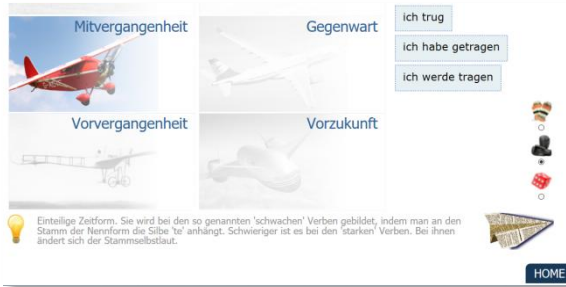 Mitvergangenheit
Gegenwart
ich trug
ich habe getragen
ich werde tragen
Vorvergangenheit
Vorzukunft
Einteilige Zeitform. Sie wird bei den so genannten 'schwachen' Verben gebildet, indem man an den
Stamm der Nennform die Silbe 'te' anhängt. Schwieriger ist es bei den 'starken' Verben. Bei ihnen
ändert sich der Stammselbstlaut.
HOME